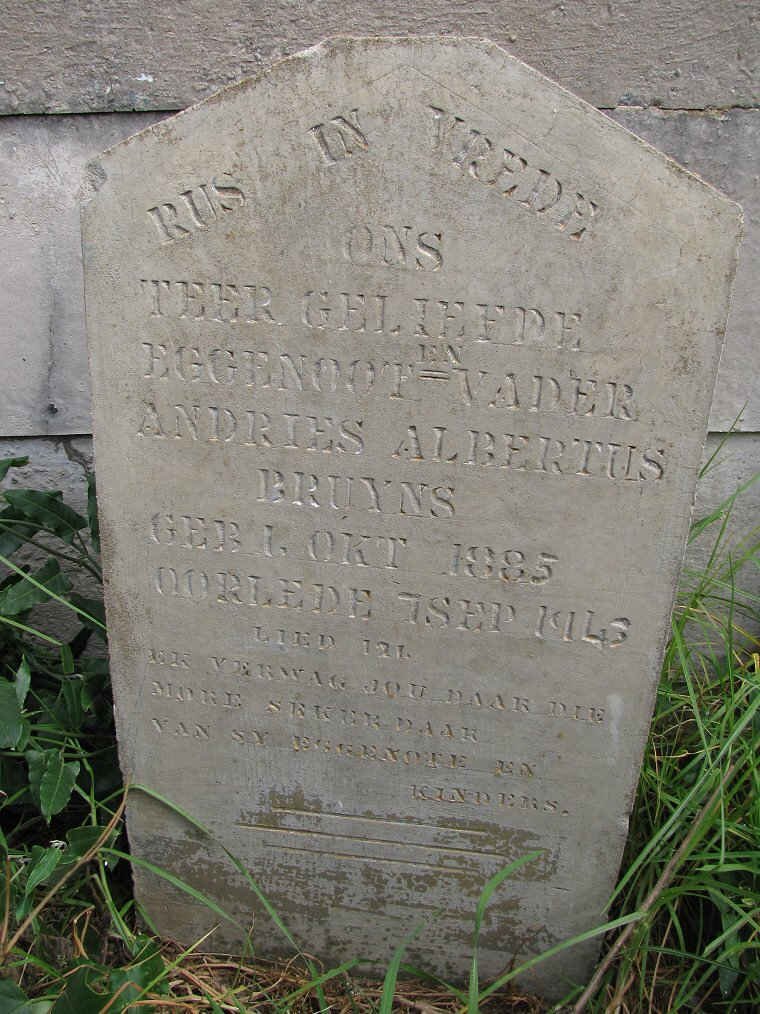 RUS IN VREDE
ONS
TEER GELIEFDE
EGGENOOT EN VADER
ANDRIES ALBERTUS
BRUYNS
GEB 1. OKT 1885
OORLEDE 7 SEP 1943
LIED 121.
EK VERWAG JOU DAAR DIE
MORE SEKER DAAR
VAN SY EGGENOTE EN
KINDERS.